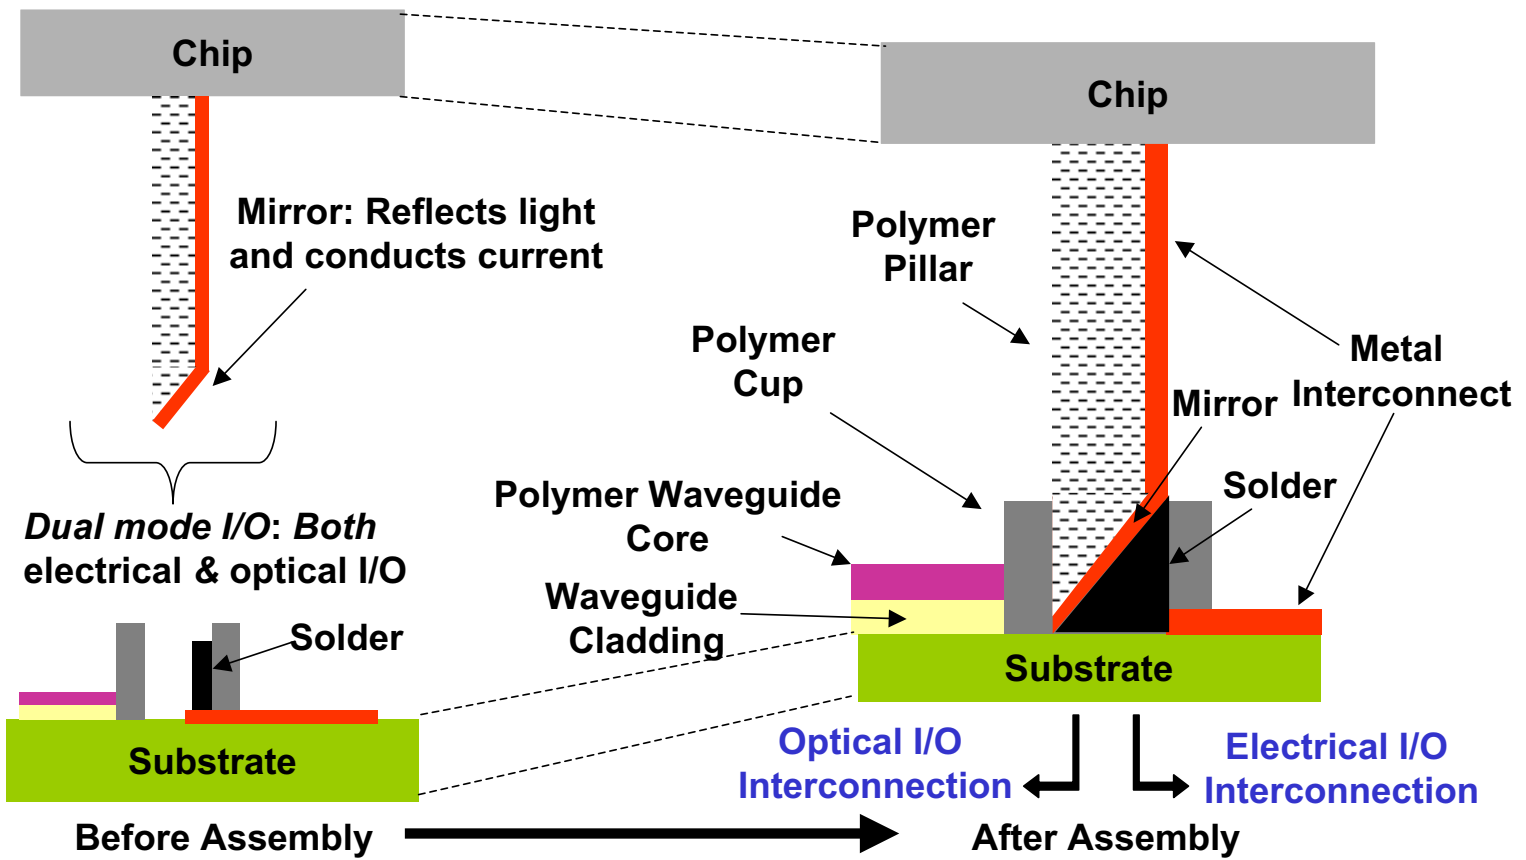 Chip
Mirror: Reflects light
and conducts current
Dual mode I/O: Both
electrical & optical I/O
Solder
Substrate
Before Assembly
Chip
Polymer
Pillar
Polymer
Cup
Metal
Interconnect
Mirror
Solder
Polymer Waveguide
Core
Waveguide
Cladding
Substrate
Optical I/O
Interconnection
Electrical I/O
Interconnection
After Assembly